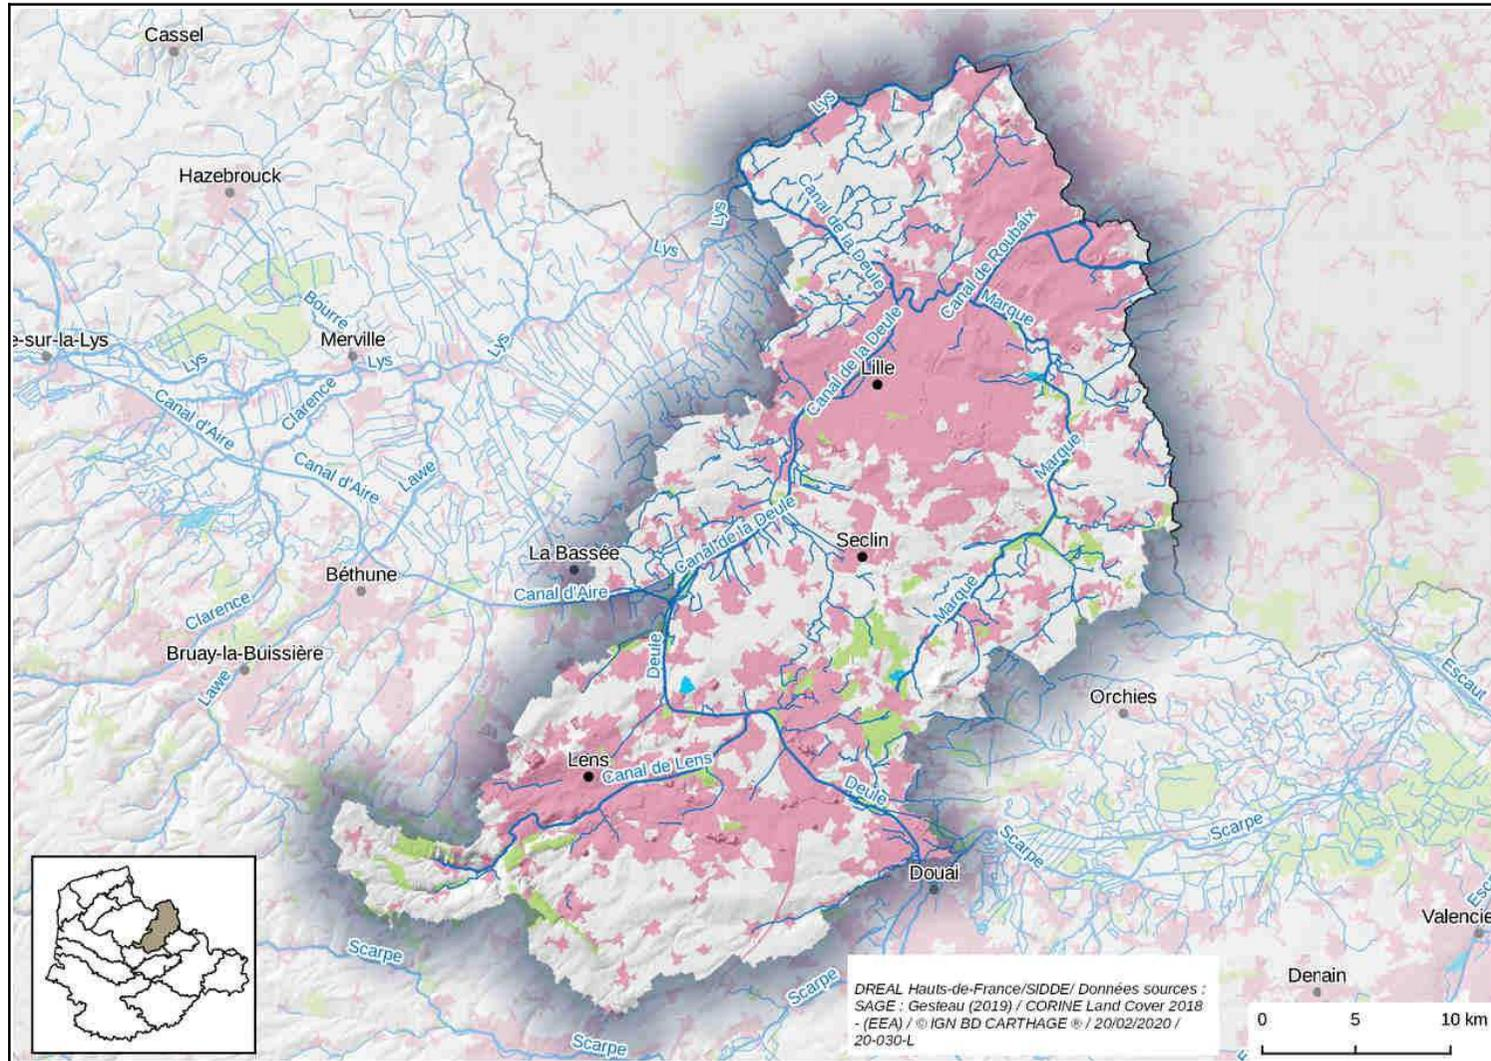 Cassel
Lys
Hazebrouck
Canal de la Deule
Lys
Canal de Roubaix
Lys
Marque
Bourre
e-sur-la-Lys
Merville
Lys
Lys
Lys
Canal de la Deule
Lille
Canal d'Aire
Clarence
Marque
Canal d'Aire
Lawe
Canal de la Deule
Seclin
La Bassée
Béthune
Canal d'Aire
Marque
Clarence
Bruay-la-Buissière
Deule
Lawe
Escaut
Orchies
Lens
Canal de Lens
Deule
Scarpe
Scarpe
Douai
Valencie
Scarpe
Denain
Scarpe
Scarpe
DREAL Hauts-de-France/SIDDE/ Données sources :
SAGE : Gesteau (2019) / CORINE Land Cover 2018
- (EEA) / © IGN BD CARTHAGE ® / 20/02/2020 /
20-030-L
0 5 10 km